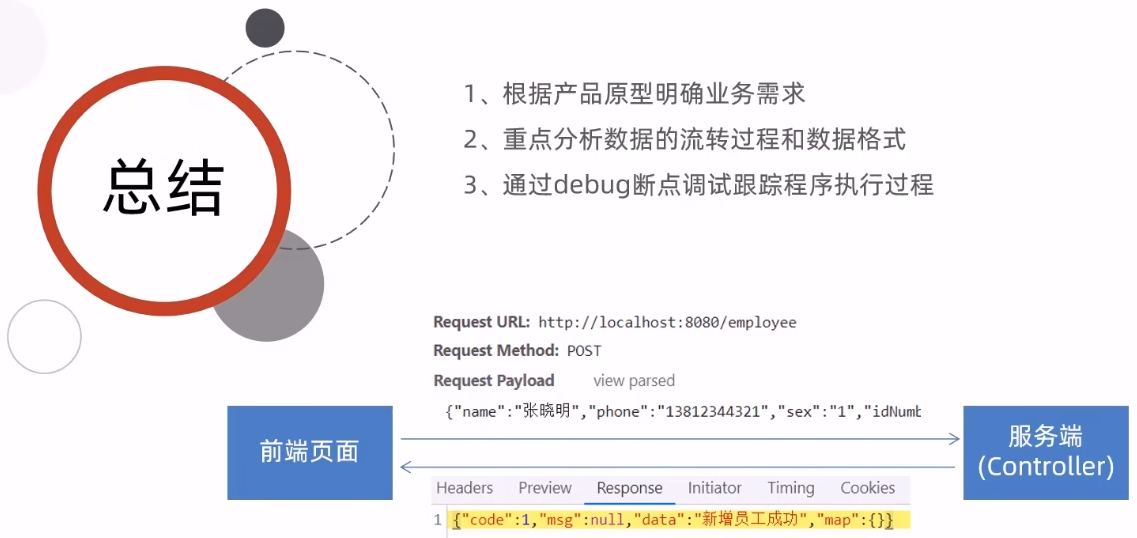 总结
1、根据产品原型明确业务需求
2、重点分析数据的流转过程和数据格式
3、通过debug断点调试跟踪程序执行过程
Request URL: http://localhost:8080/employee
Request Method: POST
Request Payload view parsed
{"name":"张晓明","phone":"13812344321","sex":"1","idNumb
前端页面
服务端
(Controller)
Headers Preview Response Initiator Timing Cookies
1 {"code":1,"msg":null,"data":"新增员工成功","map":{}}